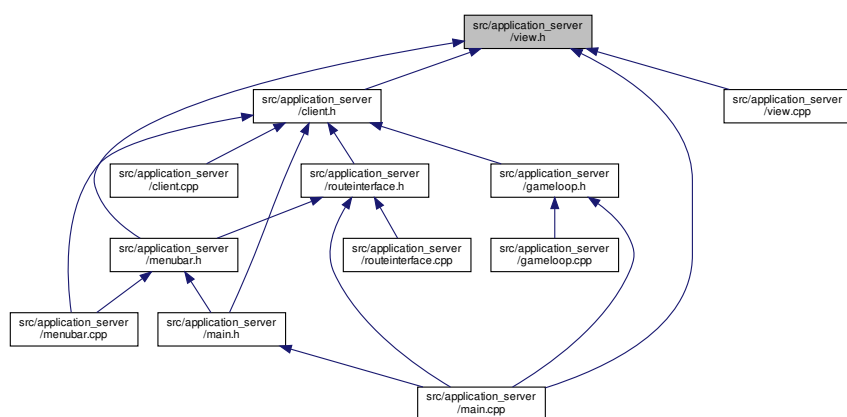 src/application_server
/view.h
src/application_server
/client.h
src/application_server
/view.cpp
src/application_server
/client.cpp
src/application_server
/routeinterface.h
src/application_server
/gameloop.h
src/application_server
/menubar.h
src/application_server
/routeinterface.cpp
src/application_server
/gameloop.cpp
src/application_server
/menubar.cpp
src/application_server
/main.h
src/application_server
/main.cpp